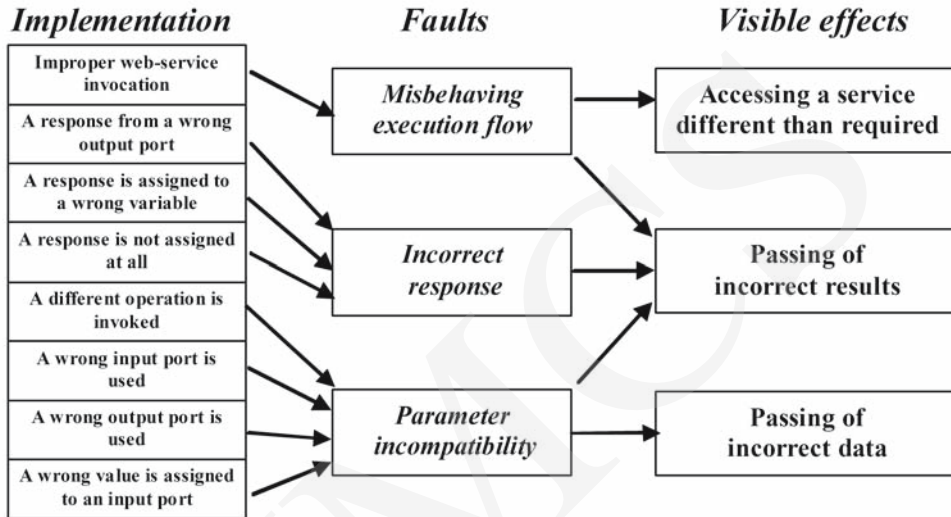 Implementation
Faults
Visible effects
Improper web-service
invocation
A response from a wrong
output port
A response is assigned to
a wrong variable
A response is not assigned
at all
A different operation is
invoked
A wrong input port is
used
A wrong output port is
used
A wrong value is assigned
to an input port
Misbehaving
execution flow
Incorrect
response
Parameter
incompatibility
Accessing a service
different than required
Passing of
incorrect results
Passing of
incorrect data